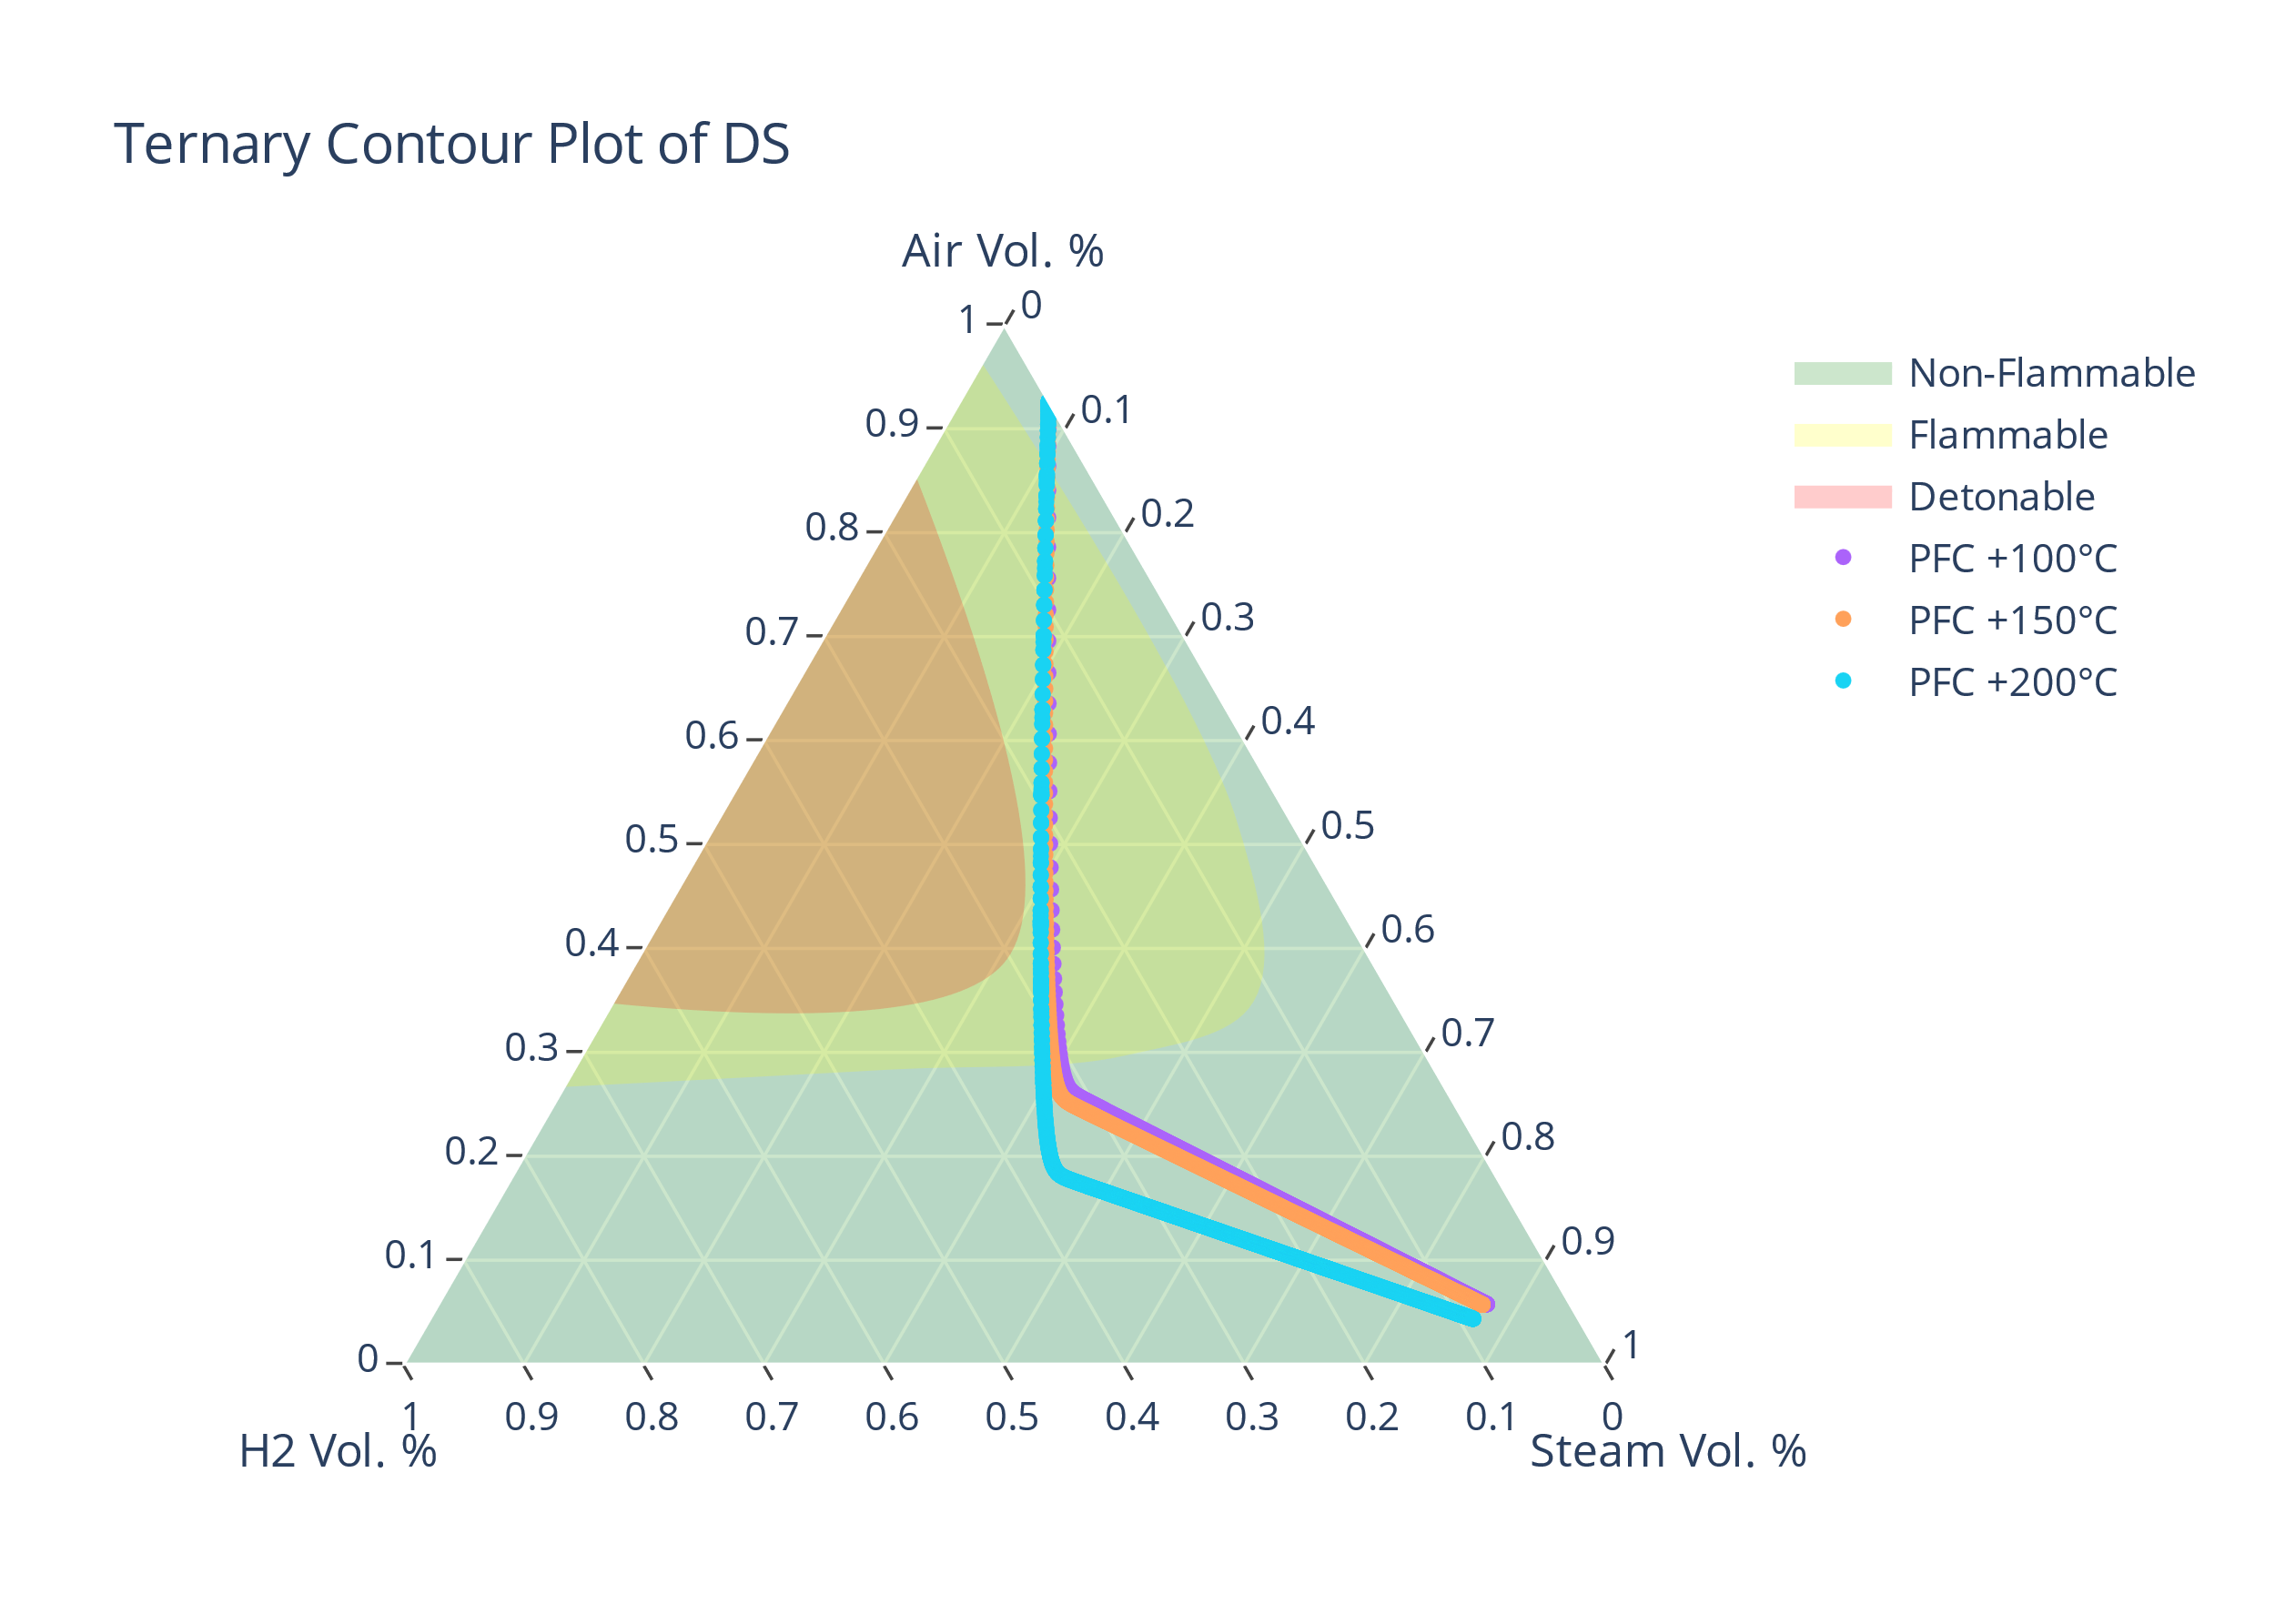 Ternary Contour Plot of DS
Air Vol. %
1 0
0.9 0.1
0.8 0.2
0.7 0.3
0.6 0.4
0.5 0.5
0.4 0.6
0.3 0.7
0.2 0.8
0.1 0.9
0 1
1 0.9 0.8 0.7 0.6 0.5 0.4 0.3 0.2 0.1 0
H2 Vol. % Steam Vol. %
Non-Flammable
Flammable
Detonable
PFC +100°C
PFC +150°C
PFC +200°C